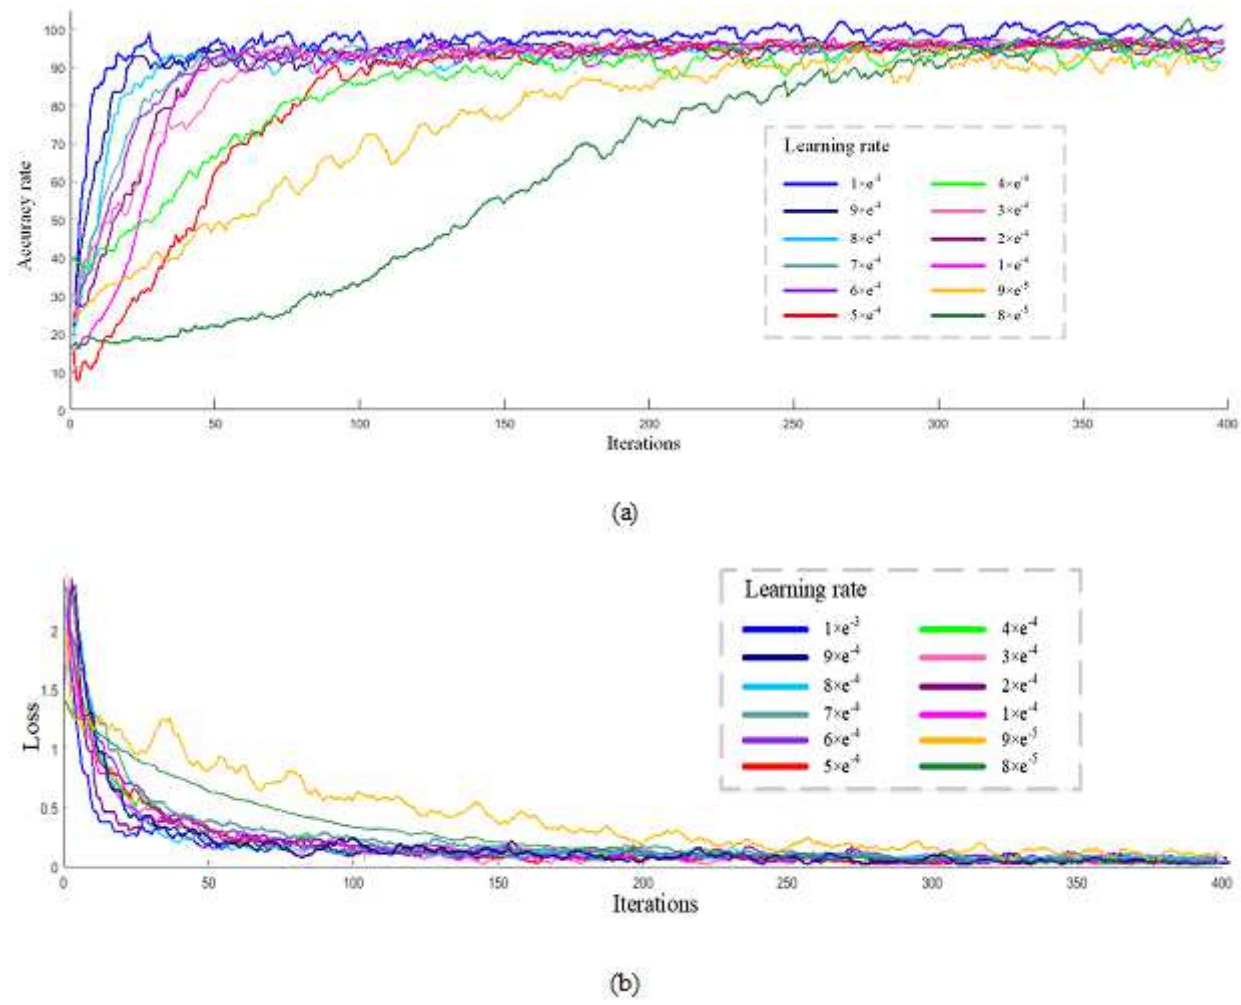 100
90
80
70
60
50
40
30
20
10
0
Accuracy rate
Learning rate
1×e⁻³ 4×e⁻⁴
9×e⁻⁴ 3×e⁻⁴
8×e⁻⁴ 2×e⁻⁴
7×e⁻⁴ 1×e⁻⁴
6×e⁻⁴ 9×e⁻⁵
5×e⁻⁴ 8×e⁻⁵
0 50 100 150 200 250 300 350 400
Iterations
(a)
2
1.5
1
0.5
0
Loss
Learning rate
1×e⁻³ 4×e⁻⁴
9×e⁻⁴ 3×e⁻⁴
8×e⁻⁴ 2×e⁻⁴
7×e⁻⁴ 1×e⁻⁴
6×e⁻⁴ 9×e⁻⁵
5×e⁻⁴ 8×e⁻⁵
0 50 100 150 200 250 300 350 400
Iterations
(b)